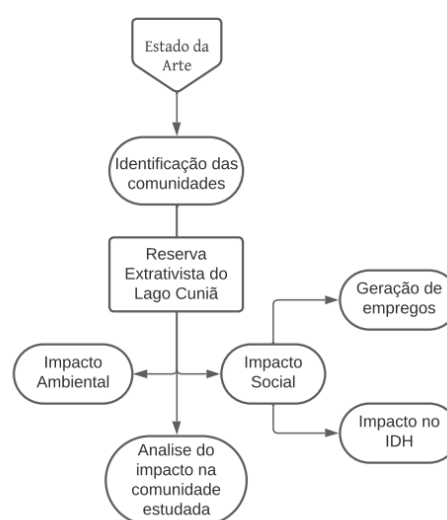 Estado da
Arte
Identificação das
comunidades
Reserva
Extrativista do
Lago Cuniã
Geração de
empregos
Impacto
Ambiental
Impacto
Social
Impacto no
IDH
Analise do
impacto na
comunidade
estudada